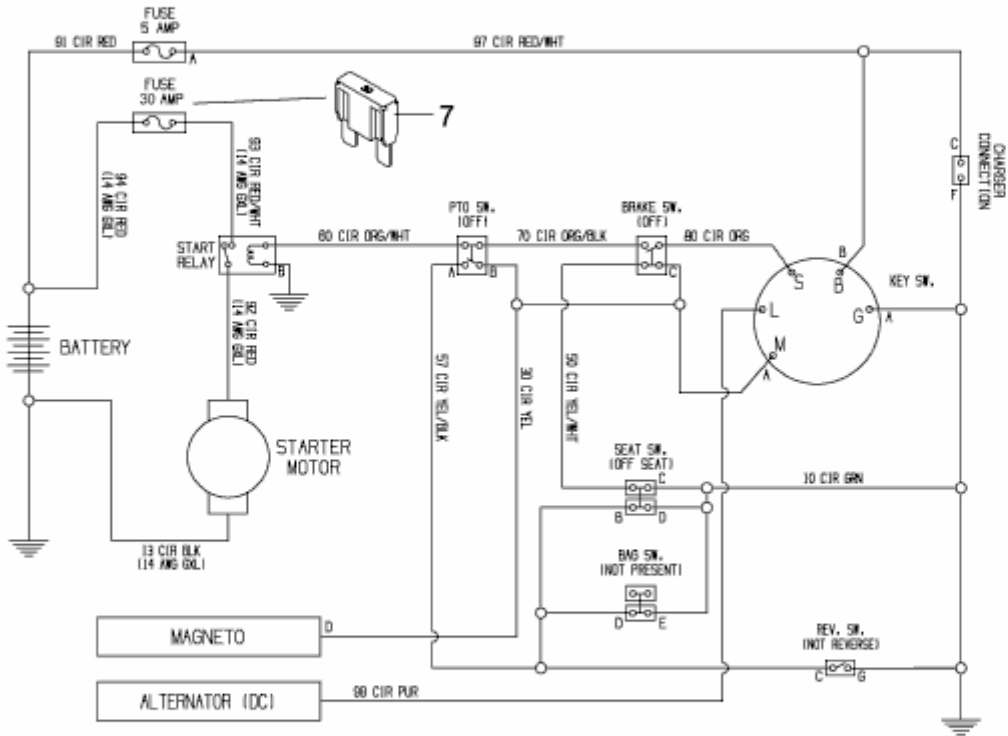 FUSE
5 AMP
91 CIR RED
A
97 CIR RED/WHT
FUSE
30 AMP
7
C
F
CHARGER
CONNECTION
94 CIR RED
(14 AWG GXL)
93 CIR RED/WHT
(14 AWG GXL)
START
RELAY
B
60 CIR ORG/WHT
PTO SW.
(OFF)
A
B
70 CIR ORG/BLK
BRAKE SW.
(OFF)
C
80 CIR ORG
B
S
B
KEY SW.
L
G
A
M
A
BATTERY
92 CIR RED
(14 AWG GXL)
57 CIR YEL/BLK
30 CIR YEL
50 CIR YEL/WHT
STARTER
MOTOR
SEAT SW.
(OFF SEAT)
C
B
D
10 CIR GRN
13 CIR BLK
(14 AWG GXL)
BAG SW.
(NOT PRESENT)
D
E
MAGNETO
D
REV. SW.
(NOT REVERSE)
C
G
ALTERNATOR (DC)
98 CIR PUR